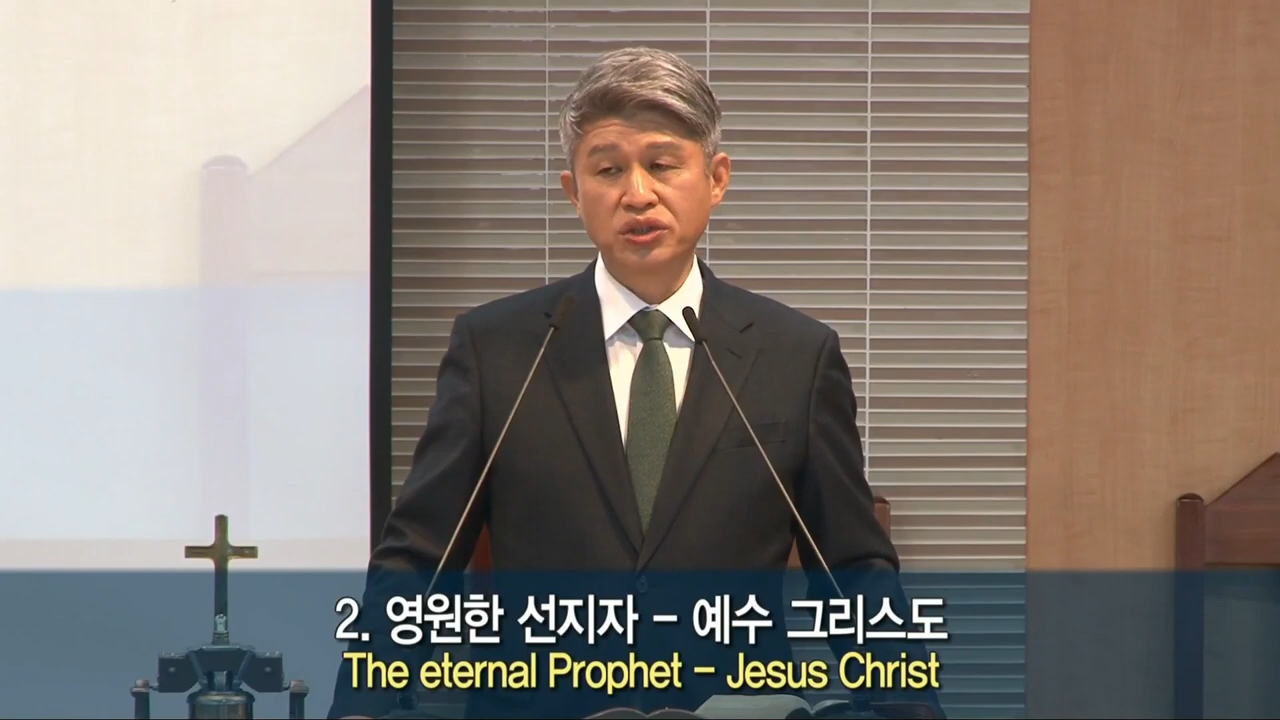 2. 영원한 선지자 - 예수 그리스도
The eternal Prophet - Jesus Christ